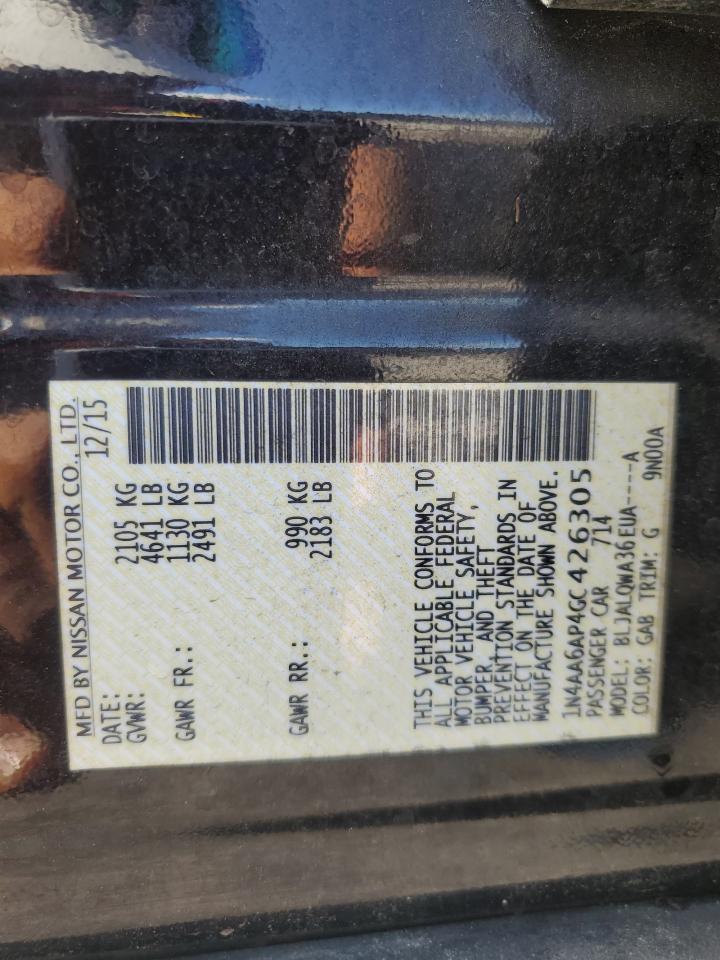 MFD BY NISSAN MOTOR CO., LTD.
DATE: 12/15
GVWR: 2105 KG
4641 LB
GAWR FR.: 1130 KG
2491 LB
GAWR RR.: 990 KG
2183 LB
THIS VEHICLE CONFORMS TO
ALL APPLICABLE FEDERAL
MOTOR VEHICLE SAFETY,
BUMPER, AND THEFT
PREVENTION STANDARDS IN
EFFECT ON THE DATE OF
MANUFACTURE SHOWN ABOVE.
1N4AA6AP4GC426305
PASSENGER CAR 714
MODEL: BLJALQWA36EUA----A
COLOR: GAB TRIM: G 9N00A